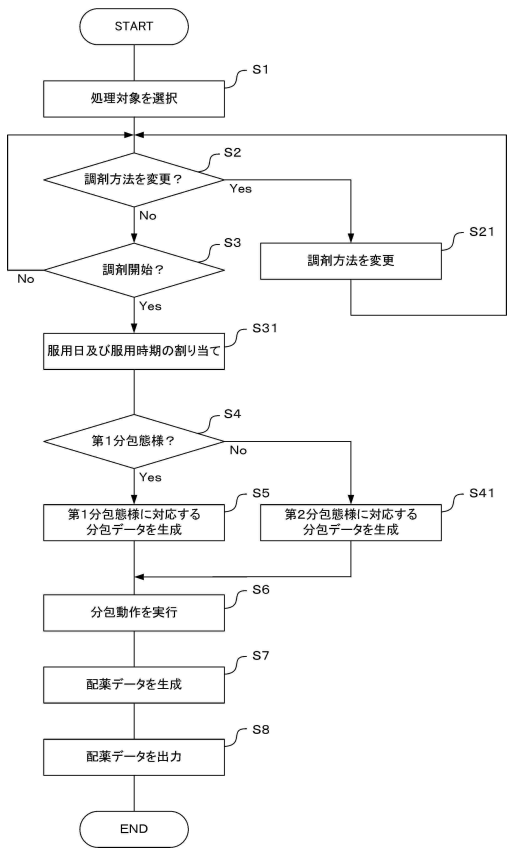 START
S1
処理対象を選択
S2
調剤方法を変更？
Yes
No
S21
調剤方法を変更
S3
調剤開始？
No
Yes
S31
服用日及び服用時期の割り当て
S4
第1分包態様？
No
Yes
S5
第1分包態様に対応する
分包データを生成
S41
第2分包態様に対応する
分包データを生成
S6
分包動作を実行
S7
配薬データを生成
S8
配薬データを出力
END